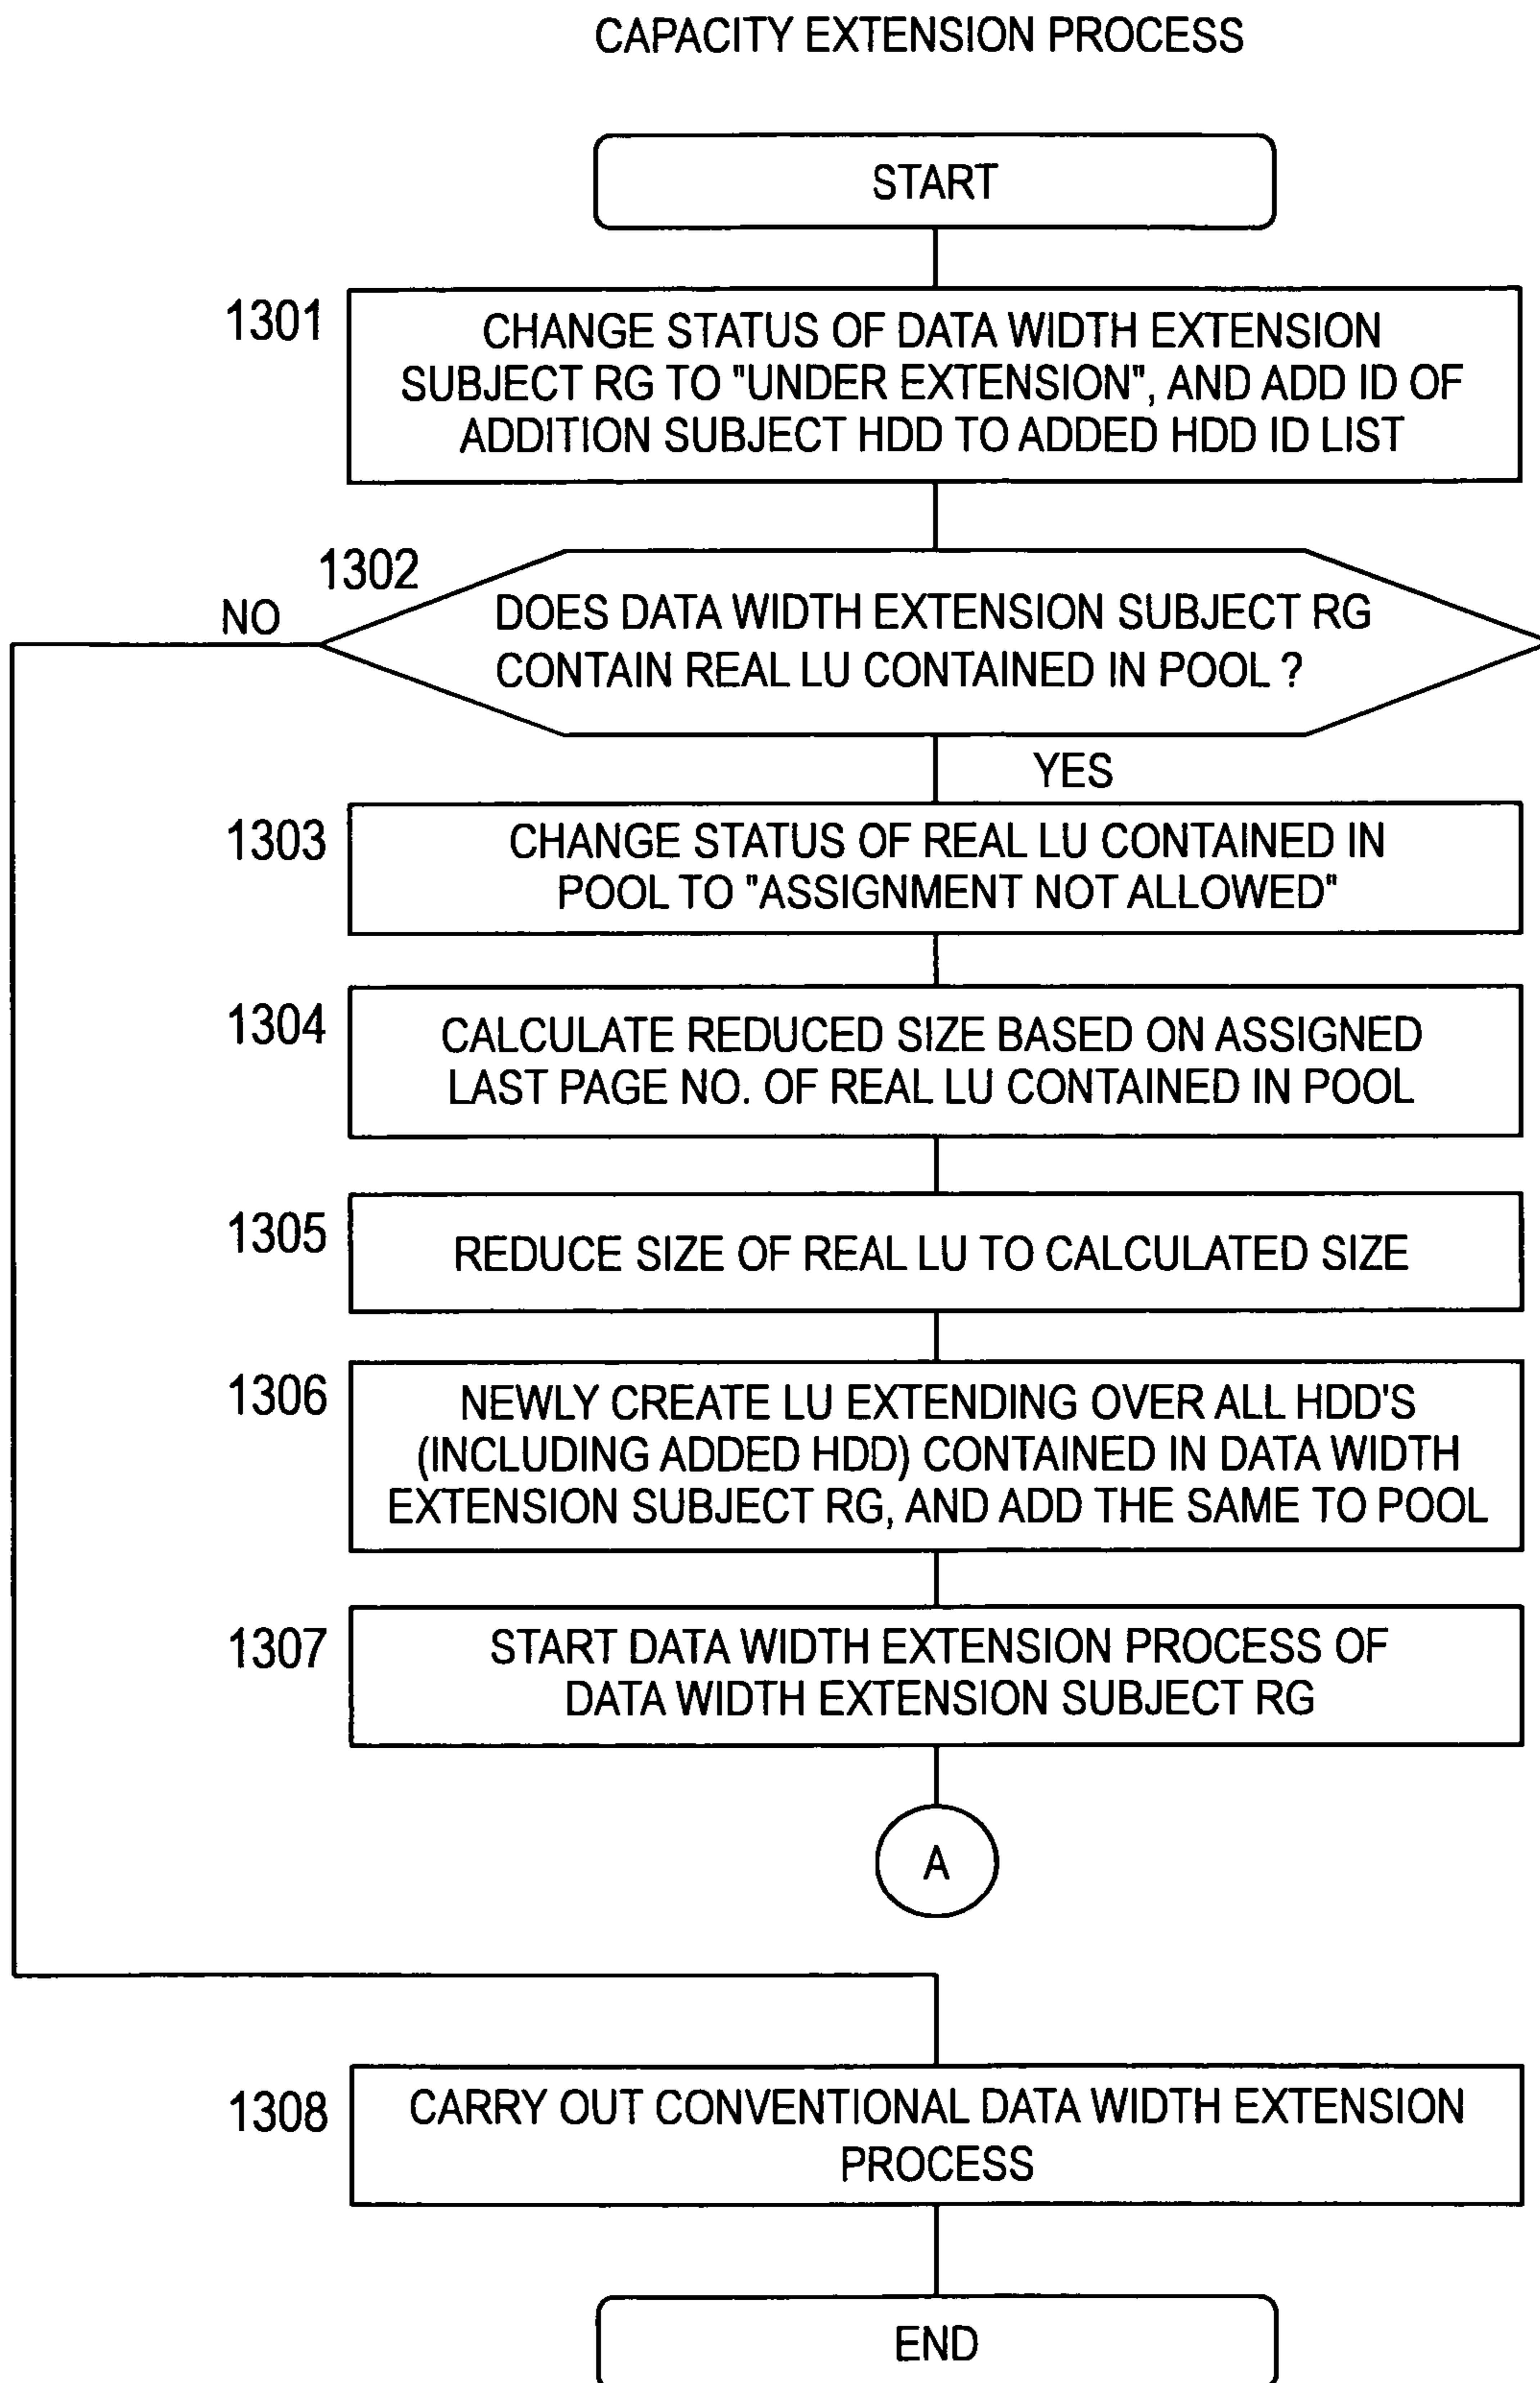 CAPACITY EXTENSION PROCESS
START
1301
CHANGE STATUS OF DATA WIDTH EXTENSION
SUBJECT RG TO "UNDER EXTENSION", AND ADD ID OF
ADDITION SUBJECT HDD TO ADDED HDD ID LIST
1302
NO
DOES DATA WIDTH EXTENSION SUBJECT RG
CONTAIN REAL LU CONTAINED IN POOL ?
YES
1303
CHANGE STATUS OF REAL LU CONTAINED IN
POOL TO "ASSIGNMENT NOT ALLOWED"
1304
CALCULATE REDUCED SIZE BASED ON ASSIGNED
LAST PAGE NO. OF REAL LU CONTAINED IN POOL
1305
REDUCE SIZE OF REAL LU TO CALCULATED SIZE
1306
NEWLY CREATE LU EXTENDING OVER ALL HDD'S
(INCLUDING ADDED HDD) CONTAINED IN DATA WIDTH
EXTENSION SUBJECT RG, AND ADD THE SAME TO POOL
1307
START DATA WIDTH EXTENSION PROCESS OF
DATA WIDTH EXTENSION SUBJECT RG
A
1308
CARRY OUT CONVENTIONAL DATA WIDTH EXTENSION
PROCESS
END